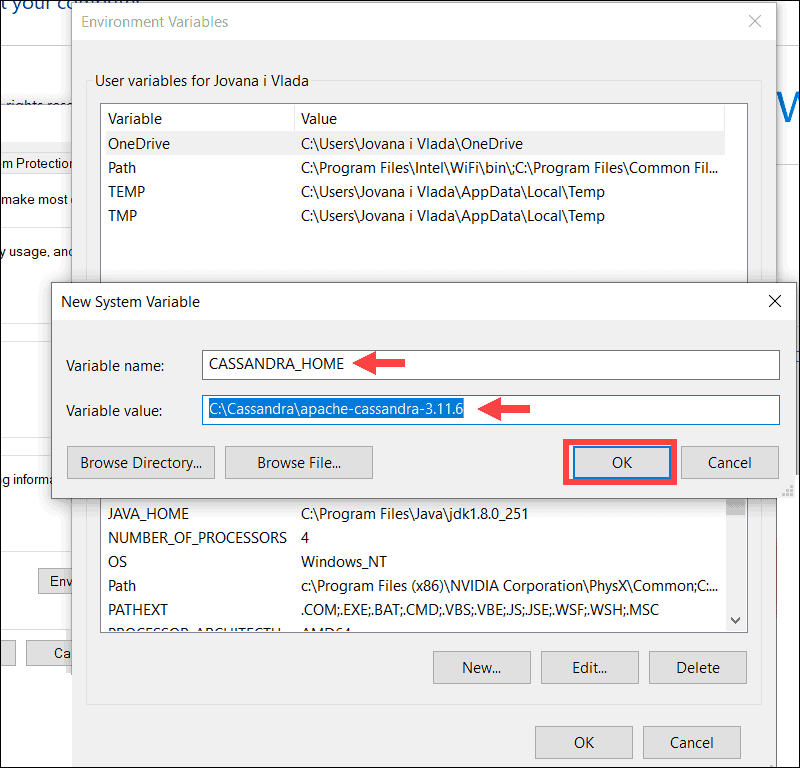 t your computer
Environment Variables
rights rese
m Protection
make most
y usage, and
ng informa
Env
Ca
W
User variables for Jovana i Vlada
Variable Value
OneDrive C:\Users\Jovana i Vlada\OneDrive
Path C:\Program Files\Intel\WiFi\bin\;C:\Program Files\Common Fil...
TEMP C:\Users\Jovana i Vlada\AppData\Local\Temp
TMP C:\Users\Jovana i Vlada\AppData\Local\Temp
New System Variable
Variable name: CASSANDRA_HOME
Variable value: C:\Cassandra\apache-cassandra-3.11.6
Browse Directory... Browse File... OK Cancel
JAVA_HOME C:\Program Files\Java\jdk1.8.0_251
NUMBER_OF_PROCESSORS 4
OS Windows_NT
Path c:\Program Files (x86)\NVIDIA Corporation\PhysX\Common;C:...
PATHEXT .COM;.EXE;.BAT;.CMD;.VBS;.VBE;.JS;.JSE;.WSF;.WSH;.MSC
PROCESSOR_ARCHITECTU AMD64
New... Edit... Delete
OK Cancel